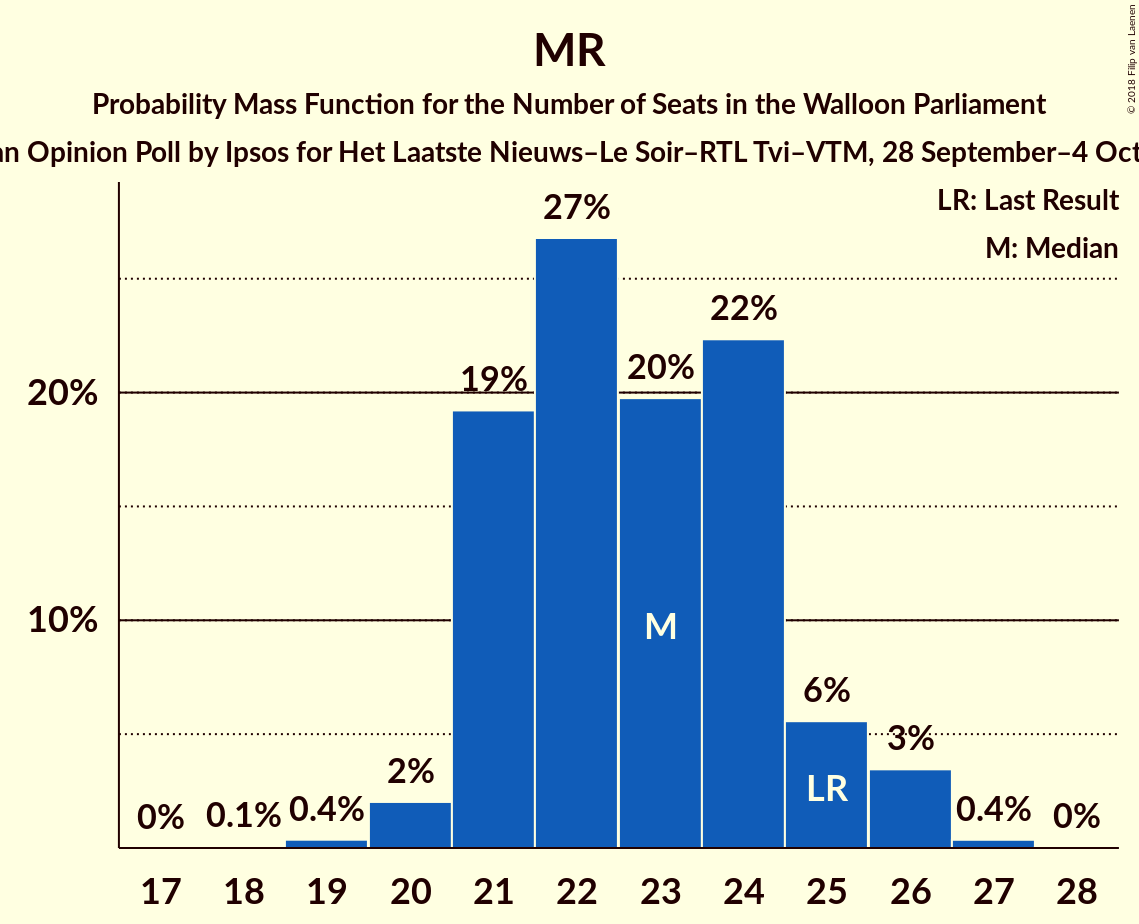 MR
Probability Mass Function for the Number of Seats in the Walloon Parliament
an Opinion Poll by Ipsos for Het Laatste Nieuws–Le Soir–RTL Tvi–VTM, 28 September–4 Oct
© 2018 Filip van Laenen
LR: Last Result
M: Median
27%
22%
20%
19%
20%
10%
M
6%
3%
LR
2%
0%
0.1%
0.4%
0.4%
0%
17 18 19 20 21 22 23 24 25 26 27 28